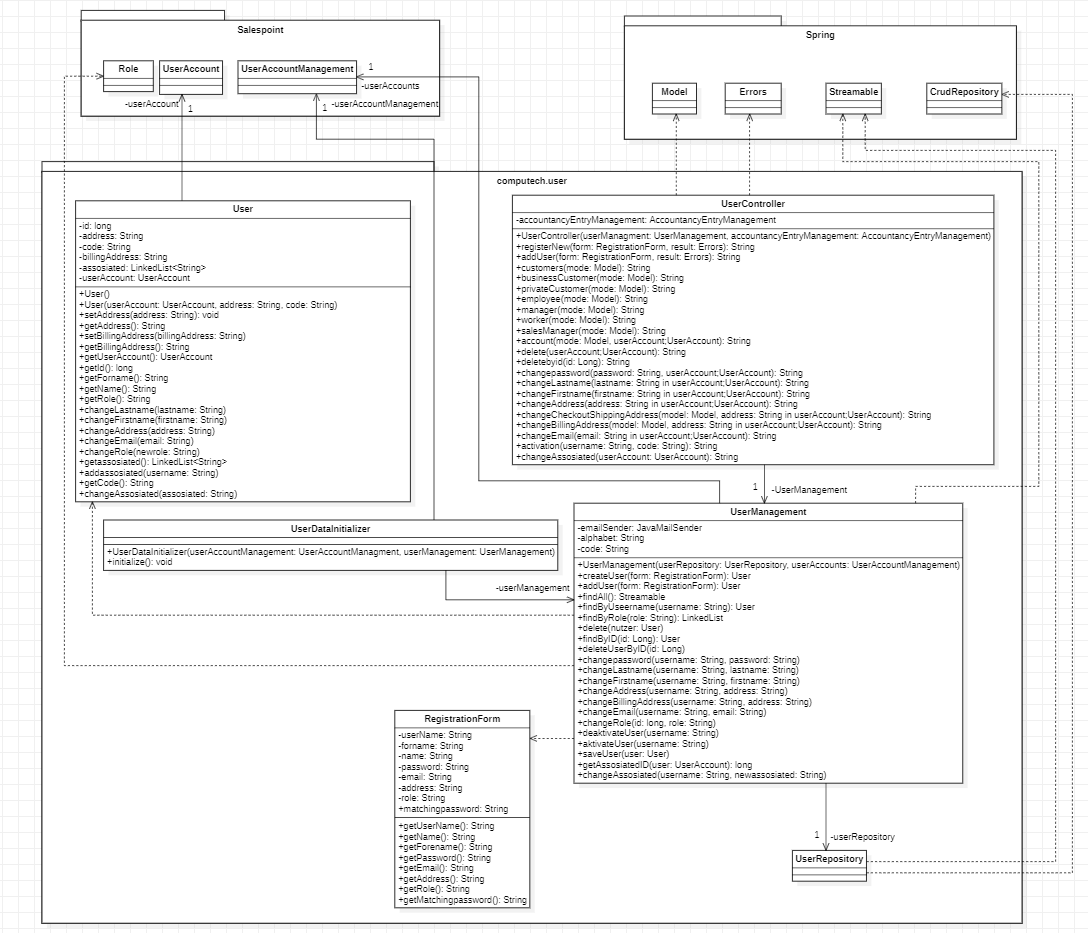 Salespoint
Role
UserAccount
UserAccountManagement
1
-userAccounts
-userAccount
1
1
-userAccountManagement
Spring
Model
Errors
Streamable
CrudRepository
computech.user
User
-id: long
-address: String
-code: String
-billingAddress: String
-assosiated: LinkedList<String>
-userAccount: UserAccount
+User()
+User(userAccount: UserAccount, address: String, code: String)
+setAddress(address: String): void
+getAddress(): String
+setBillingAddress(billingAddress: String)
+getBillingAddress(): String
+getUserAccount(): UserAccount
+getId(): long
+getForname(): String
+getName(): String
+getRole(): String
+changeLastname(lastname: String)
+changeFirstname(firstname: String)
+changeAddress(address: String)
+changeEmail(email: String)
+changeRole(newrole: String)
+getassosiated(): LinkedList<String>
+addassosiated(username: String)
+getCode(): String
+changeAssosiated(assosiated: String)
UserController
-accountancyEntryManagement: AccountancyEntryManagement
+UserController(userManagment: UserManagement, accountancyEntryManagement: AccountancyEntryManagement)
+registerNew(form: RegistrationForm, result: Errors): String
+addUser(form: RegistrationForm, result: Errors): String
+customers(mode: Model): String
+businessCustomer(mode: Model): String
+privateCustomer(mode: Model): String
+employee(mode: Model): String
+manager(mode: Model): String
+worker(mode: Model): String
+salesManager(mode: Model): String
+account(mode: Model, userAccount;UserAccount): String
+delete(userAccount;UserAccount): String
+deletebyid(id: Long): String
+changepassword(password: String, userAccount;UserAccount): String
+changeLastname(lastname: String in userAccount;UserAccount): String
+changeFirstname(firstname: String in userAccount;UserAccount): String
+changeAddress(address: String in userAccount;UserAccount): String
+changeCheckoutShippingAddress(model: Model, address: String in userAccount;UserAccount): String
+changeBillingAddress(model: Model, address: String in userAccount;UserAccount): String
+changeEmail(email: String in userAccount;UserAccount): String
+activation(username: String, code: String): String
+changeAssosiated(userAccount: UserAccount): String
1
-UserManagement
UserDataInitializer
+UserDataInitializer(userAccountManagement: UserAccountManagment, userManagement: UserManagement)
+initialize(): void
-userManagement
UserManagement
-emailSender: JavaMailSender
-alphabet: String
-code: String
+UserManagement(userRepository: UserRepository, userAccounts: UserAccountManagement)
+createUser(form: RegistrationForm): User
+addUser(form: RegistrationForm): User
+findAll(): Streamable
+findByUseername(username: String): User
+findByRole(role: String): LinkedList
+delete(nutzer: User)
+findByID(id: Long): User
+deleteUserByID(id: Long)
+changepassword(username: String, password: String)
+changeLastname(username: String, lastname: String)
+changeFirstname(username: String, firstname: String)
+changeAddress(username: String, address: String)
+changeBillingAddress(username: String, address: String)
+changeEmail(username: String, email: String)
+changeRole(id: long, role: String)
+deaktivateUser(username: String)
+aktivateUser(username: String)
+saveUser(user: User)
+getAssosiatedID(user: UserAccount): long
+changeAssosiated(username: String, newassosiated: String)
RegistrationForm
-userName: String
-forname: String
-name: String
-password: String
-email: String
-address: String
-role: String
+matchingpassword: String
+getUserName(): String
+getName(): String
+getForename(): String
+getPassword(): String
+getEmail(): String
+getAddress(): String
+getRole(): String
+getMatchingpassword(): String
1
-userRepository
UserRepository